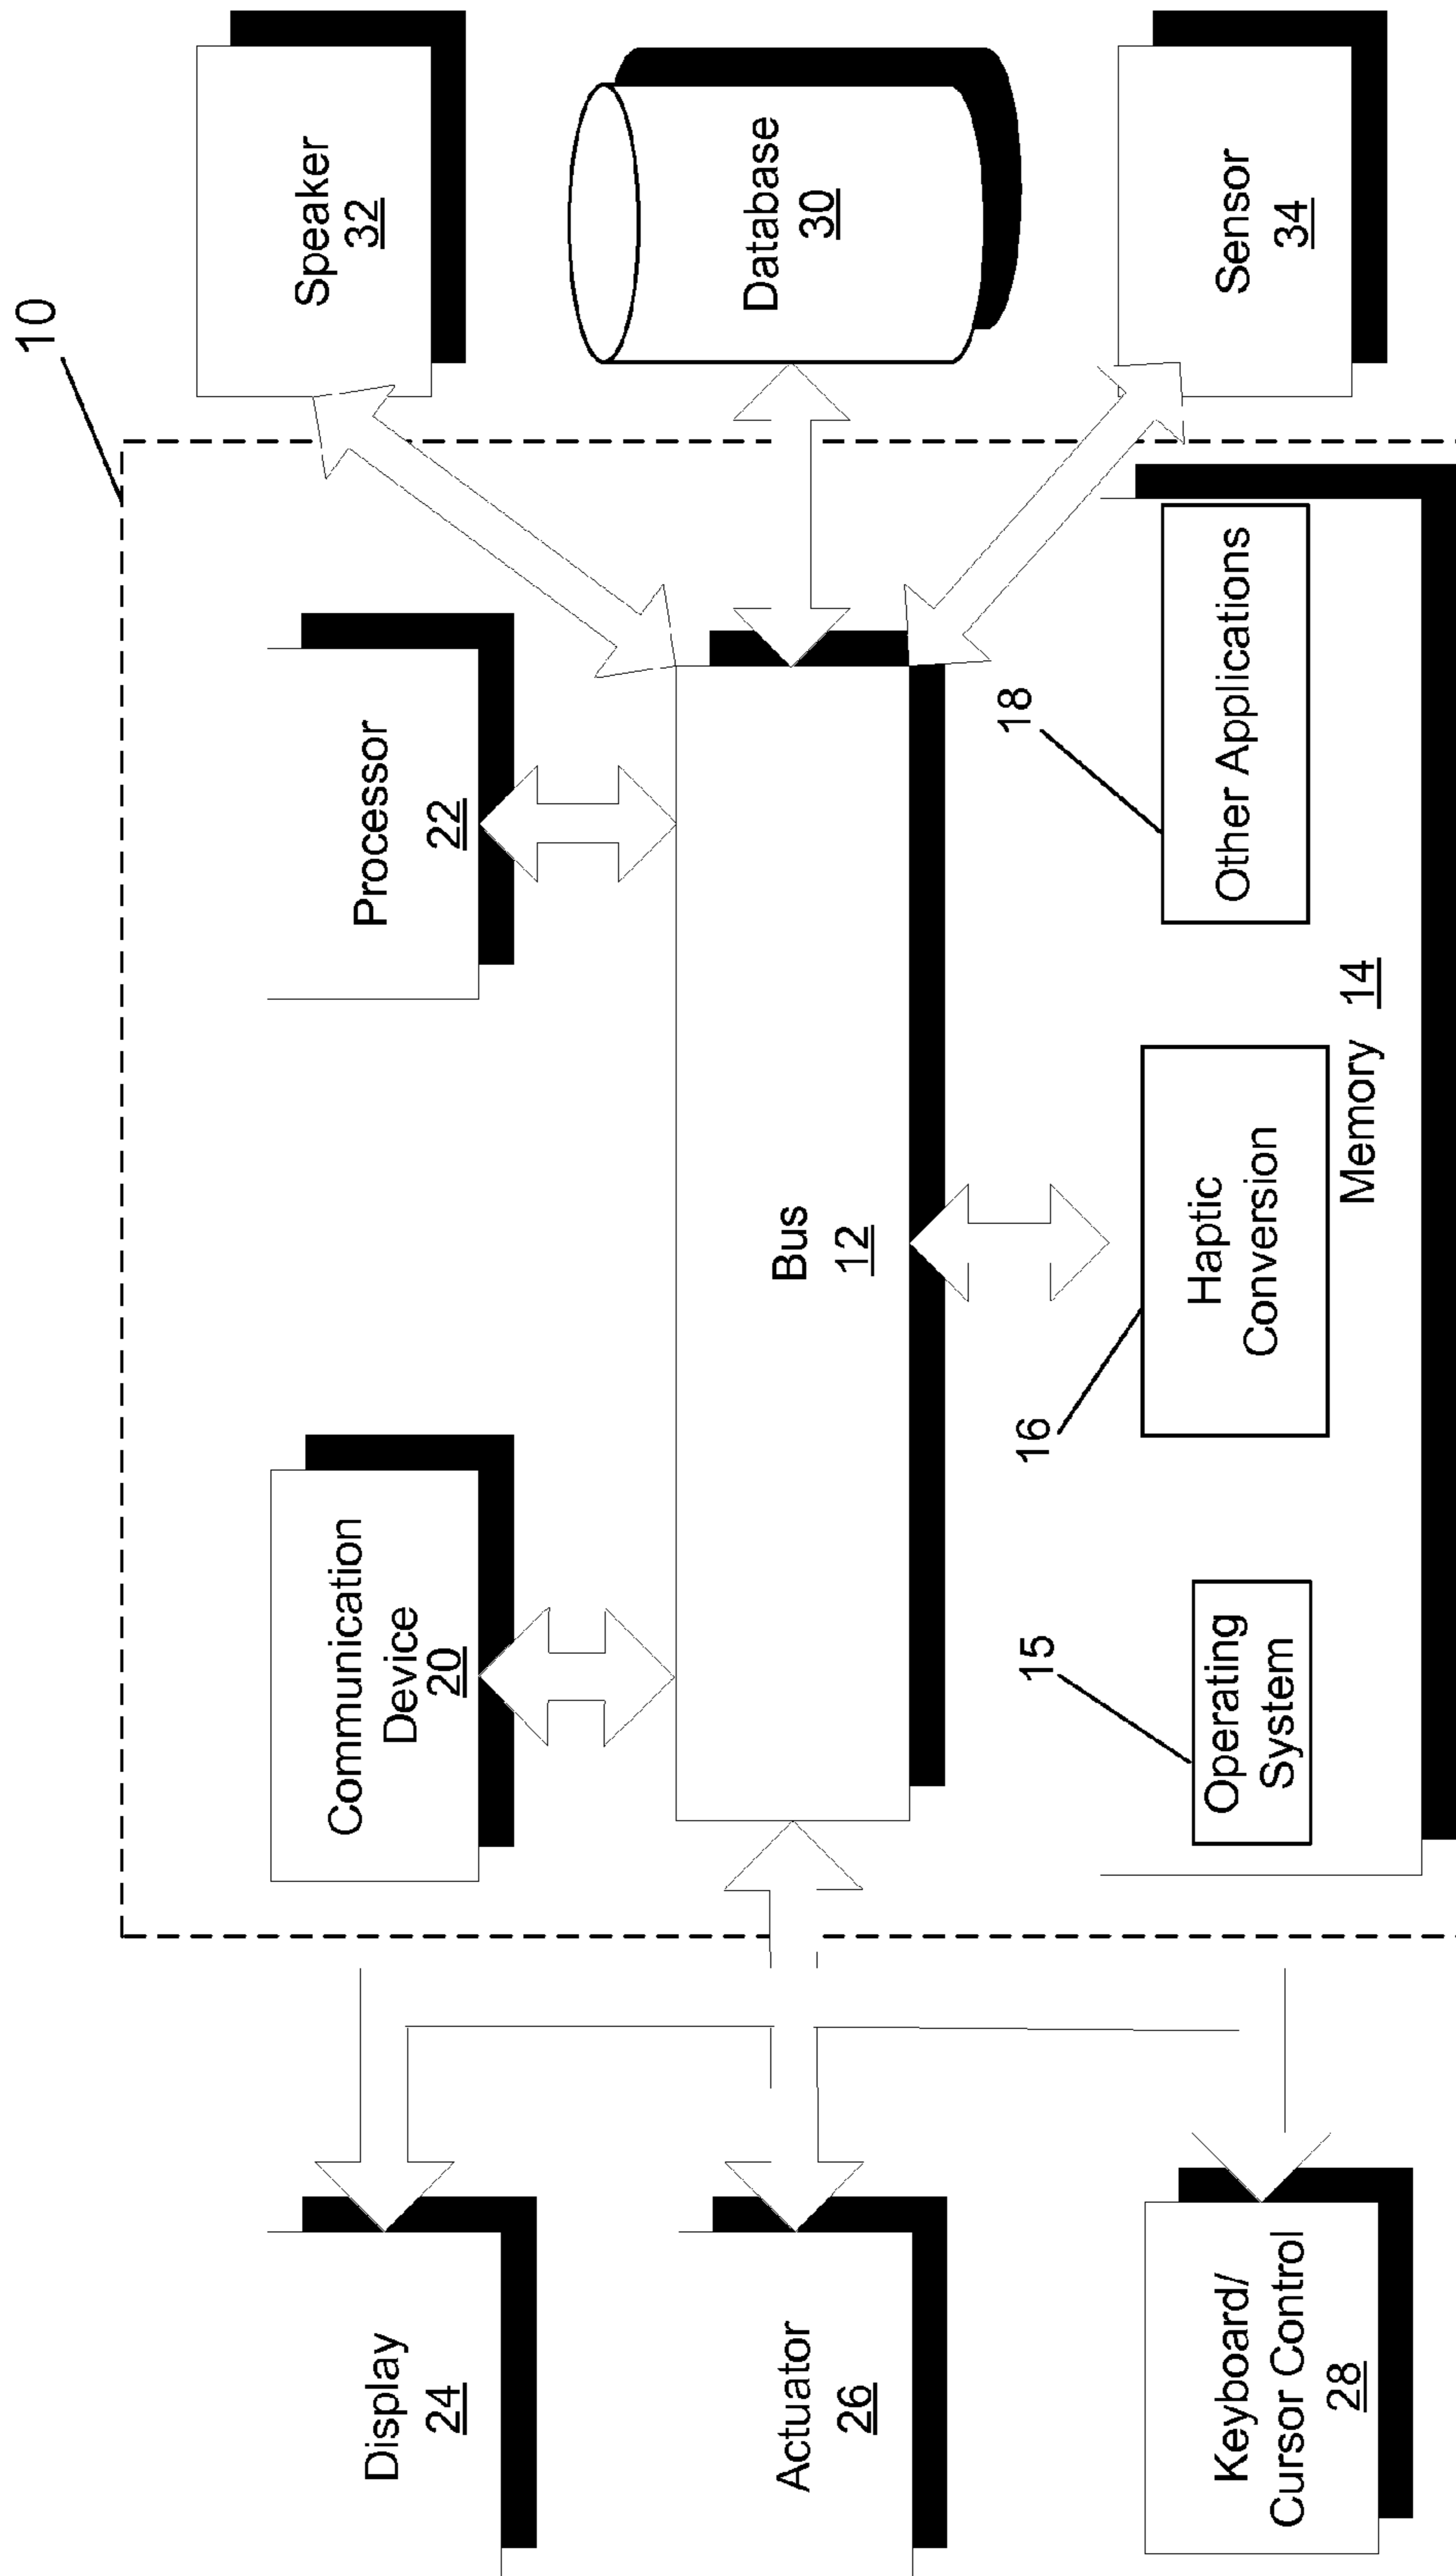 10
Display
24
Communication
Device
20
Processor
22
Speaker
32
Actuator
26
Bus
12
Database
30
Keyboard/
Cursor Control
28
15
Operating
System
16
Haptic
Conversion
18
Other Applications
Memory 14
Sensor
34